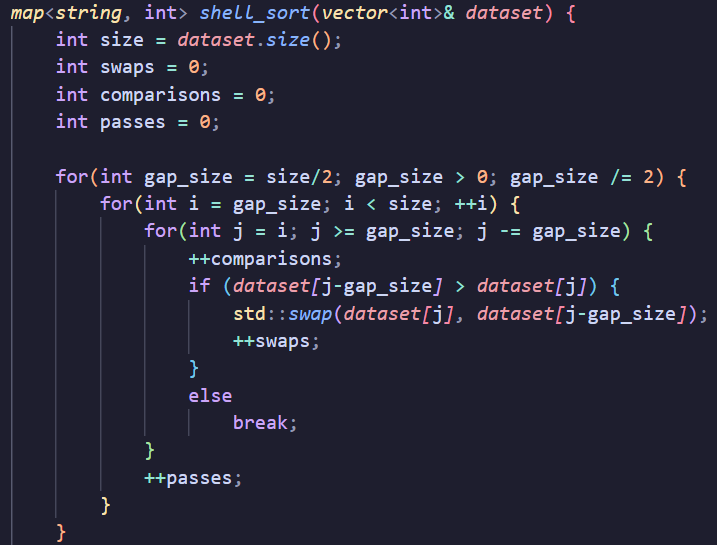 map<string, int> shell_sort(vector<int>& dataset) {
    int size = dataset.size();
    int swaps = 0;
    int comparisons = 0;
    int passes = 0;

    for(int gap_size = size/2; gap_size > 0; gap_size /= 2) {
        for(int i = gap_size; i < size; ++i) {
            for(int j = i; j >= gap_size; j -= gap_size) {
                ++comparisons;
                if (dataset[j-gap_size] > dataset[j]) {
                    std::swap(dataset[j], dataset[j-gap_size]);
                    ++swaps;
                }
                else
                    break;
            }
            ++passes;
        }
    }